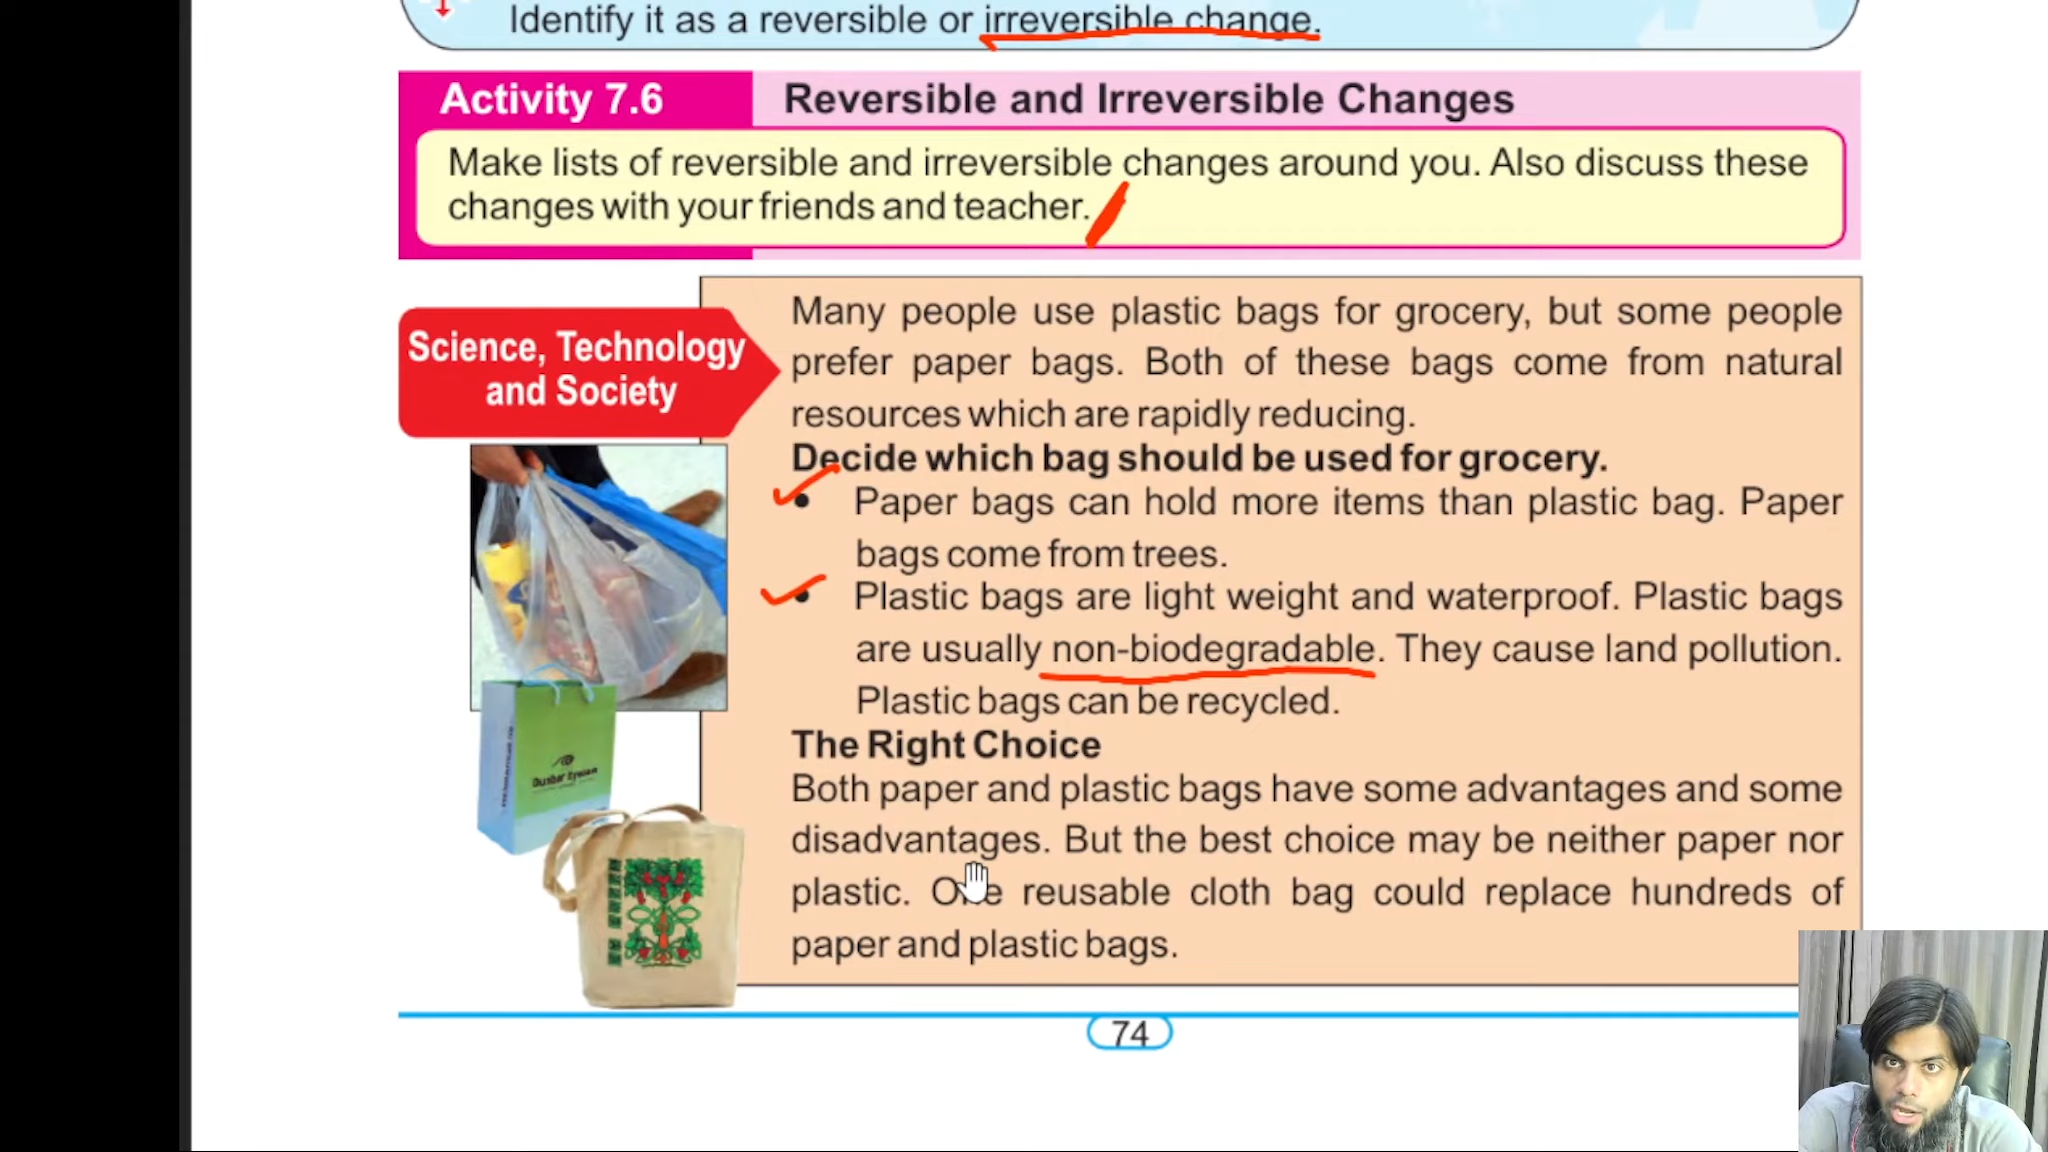 Identify it as a reversible or irreversible change.
Activity 7.6
Reversible and Irreversible Changes
Make lists of reversible and irreversible changes around you. Also discuss these
changes with your friends and teacher.
Science, Technology
and Society
Many people use plastic bags for grocery, but some people
prefer paper bags. Both of these bags come from natural
resources which are rapidly reducing.
Decide which bag should be used for grocery.
• Paper bags can hold more items than plastic bag. Paper
bags come from trees.
• Plastic bags are light weight and waterproof. Plastic bags
are usually non-biodegradable. They cause land pollution.
Plastic bags can be recycled.
The Right Choice
Both paper and plastic bags have some advantages and some
disadvantages. But the best choice may be neither paper nor
plastic. One reusable cloth bag could replace hundreds of
paper and plastic bags.
74